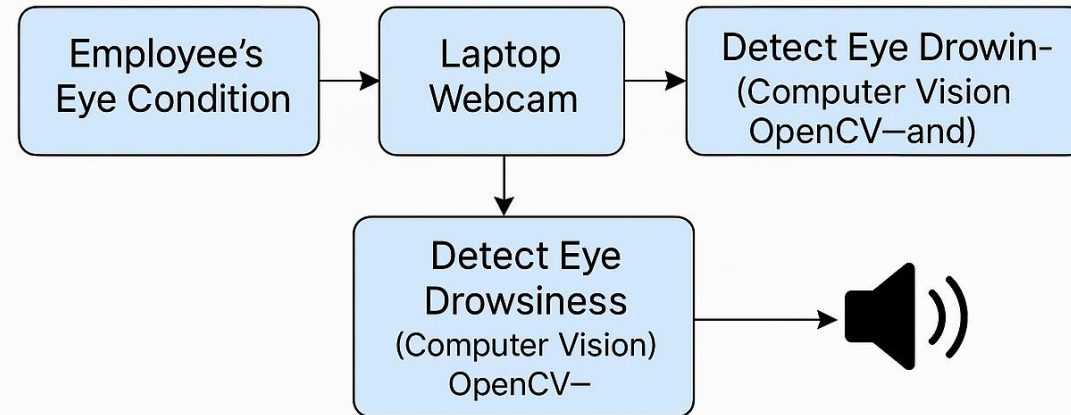 Employee’s
Eye Condition
Laptop
Webcam
Detect Eye Drowin-
(Computer Vision
OpenCV—and)
Detect Eye
Drowsiness
(Computer Vision)
OpenCV—